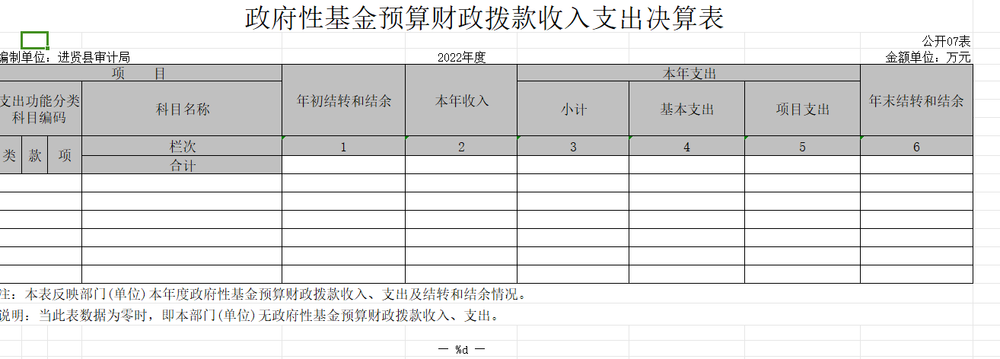 政府性基金预算财政拨款收入支出决算表
公开07表
编制单位：进贤县审计局 2022年度 金额单位：万元
项 目 年初结转和结余 本年收入 本年支出 年末结转和结余
支出功能分类科目编码 科目名称 小计 基本支出 项目支出
类 款 项 栏次 1 2 3 4 5 6
合计
注：本表反映部门(单位)本年度政府性基金预算财政拨款收入、支出及结转和结余情况。
说明：当此表数据为零时，即本部门(单位)无政府性基金预算财政拨款收入、支出。
— %d —